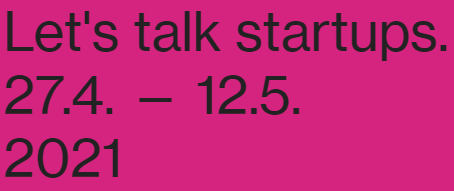 Let's talk startups.
27.4. – 12.5.
2021